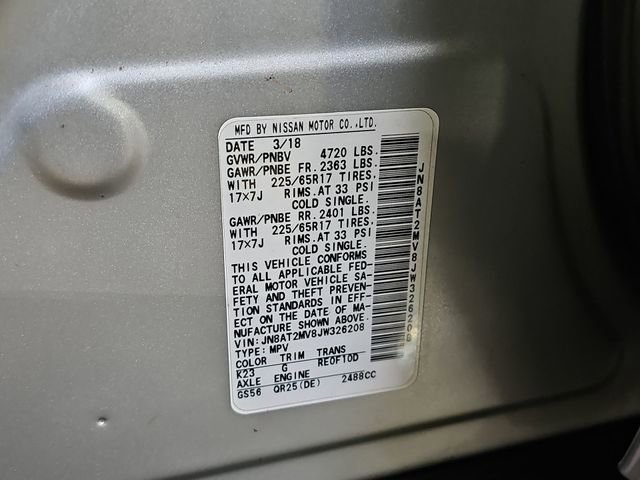 MFD BY NISSAN MOTOR CO.,LTD.
DATE 3/18
GVWR/PNBV 4720 LBS.
GAWR/PNBE FR. 2363 LBS.
WITH 225/65R17 TIRES,
17×7J RIMS.AT 33 PSI
COLD SINGLE.
GAWR/PNBE RR. 2401 LBS.
WITH 225/65R17 TIRES,
17×7J RIMS.AT 33 PSI
COLD SINGLE.
THIS VEHICLE CONFORMS
TO ALL APPLICABLE FED-
ERAL MOTOR VEHICLE SA-
FETY AND THEFT PREVEN-
TION STANDARDS IN EFF-
ECT ON THE DATE OF MA-
NUFACTURE SHOWN ABOVE.
VIN: JN8AT2MV8JW326208
TYPE: MPV
COLOR TRIM TRANS
K23 G RE0F10D
AXLE ENGINE
GS56 QR25(DE) 2488CC
JN8AT2MV8JW326208